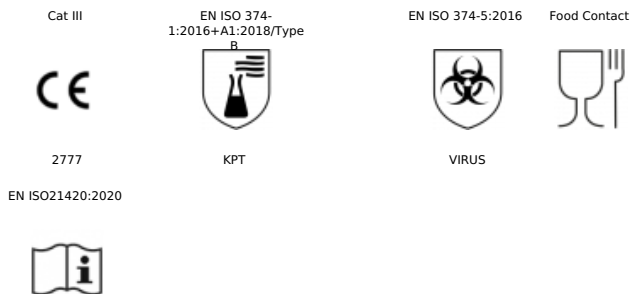 Cat III
EN ISO 374-
1:2016+A1:2018/Type
B
EN ISO 374-5:2016
Food Contact
CE
2777
KPT
VIRUS
EN ISO21420:2020
i